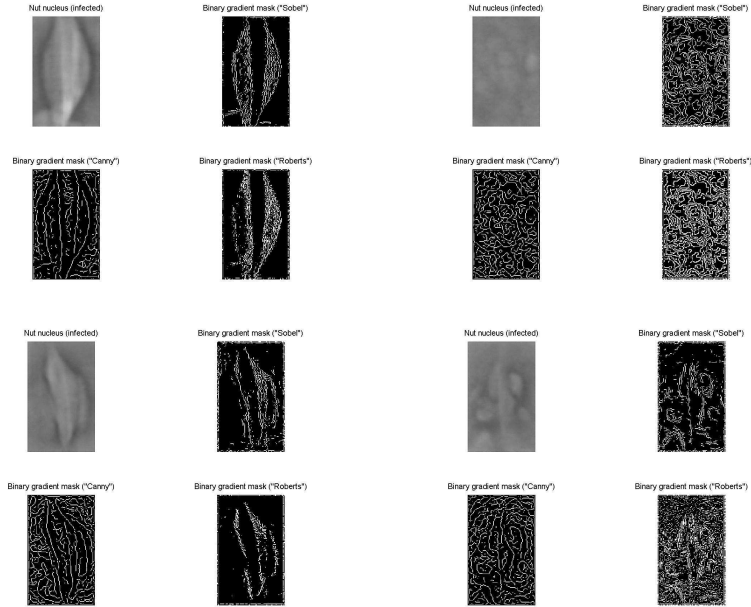 Nut nucleus (infected)
Binary gradient mask ("Sobel")
Nut nucleus (infected)
Binary gradient mask ("Sobel")
Binary gradient mask ("Canny")
Binary gradient mask ("Roberts")
Binary gradient mask ("Canny")
Binary gradient mask ("Roberts")
Nut nucleus (infected)
Binary gradient mask ("Sobel")
Nut nucleus (infected)
Binary gradient mask ("Sobel")
Binary gradient mask ("Canny")
Binary gradient mask ("Roberts")
Binary gradient mask ("Canny")
Binary gradient mask ("Roberts")